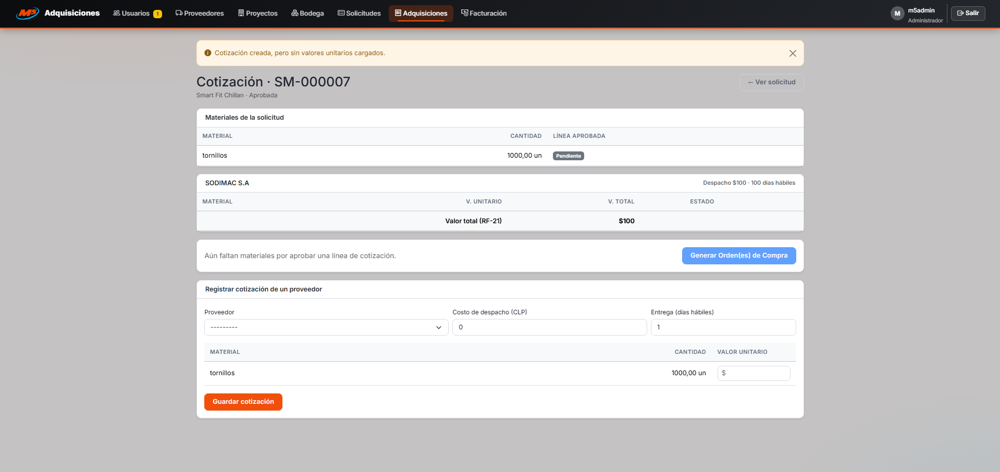 M5 Adquisiciones Usuarios 1 Proveedores Proyectos Bodega Solicitudes Adquisiciones Facturación M m5admin Administrador Salir
Cotización creada, pero sin valores unitarios cargados.
Cotización · SM-000007
← Ver solicitud
Smart Fit Chillan · Aprobada
Materiales de la solicitud
MATERIAL CANTIDAD LÍNEA APROBADA
tornillos 1000,00 un Pendiente
SODIMAC S.A Despacho $100 · 100 días hábiles
MATERIAL V. UNITARIO V. TOTAL ESTADO
Valor total (RF-21) $100
Aún faltan materiales por aprobar una línea de cotización. Generar Orden(es) de Compra
Registrar cotización de un proveedor
Proveedor Costo de despacho (CLP) Entrega (días hábiles)
--------- 0 1
MATERIAL CANTIDAD VALOR UNITARIO
tornillos 1000,00 un $
Guardar cotización